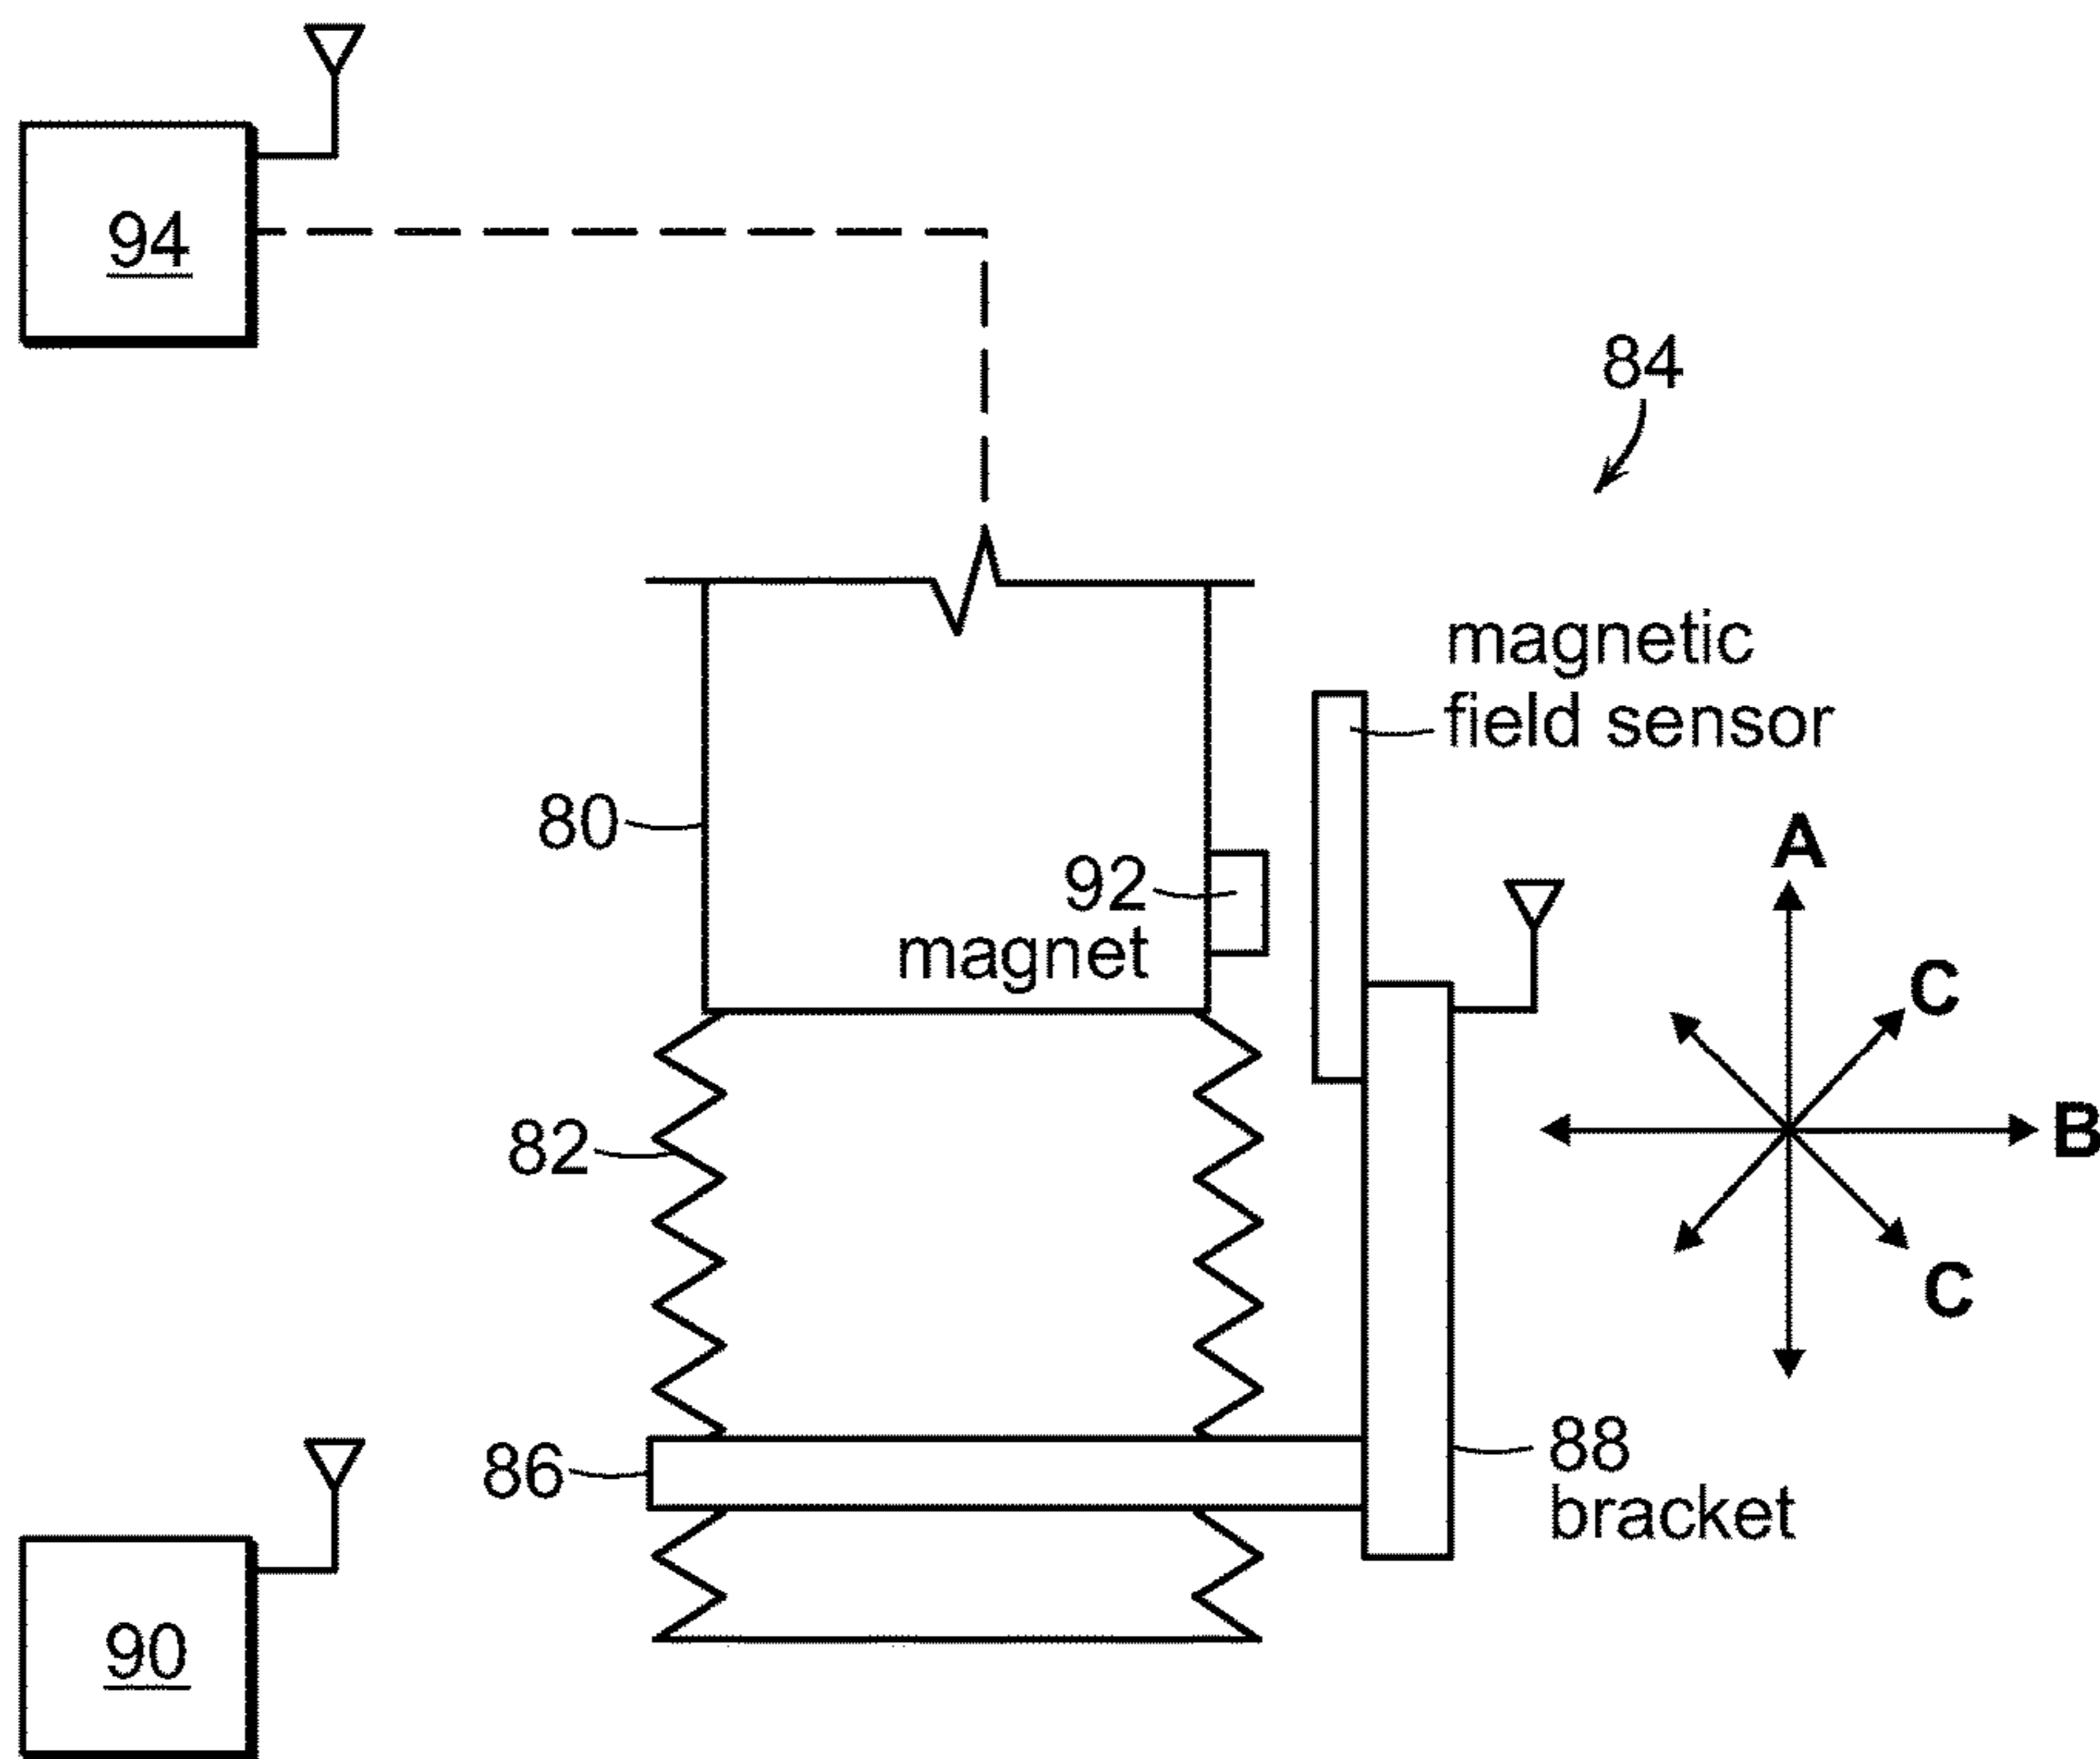 94
84
magnetic
field sensor
80
92
magnet
A
C
B
82
C
86
88
bracket
90